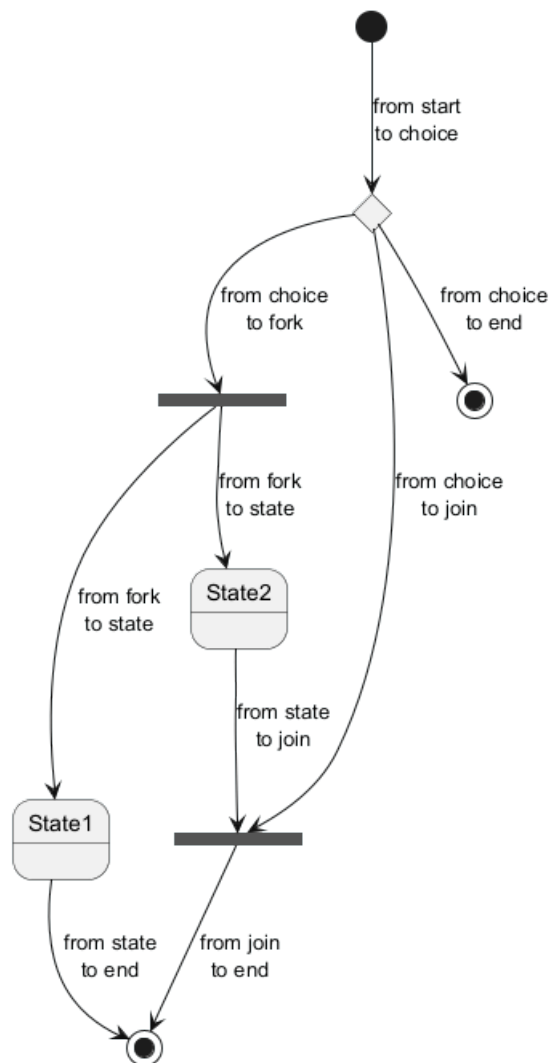 from start
to choice
from choice
to fork
from choice
to end
from fork
to state
from choice
to join
State2
from fork
to state
from state
to join
State1
from state
to end
from join
to end